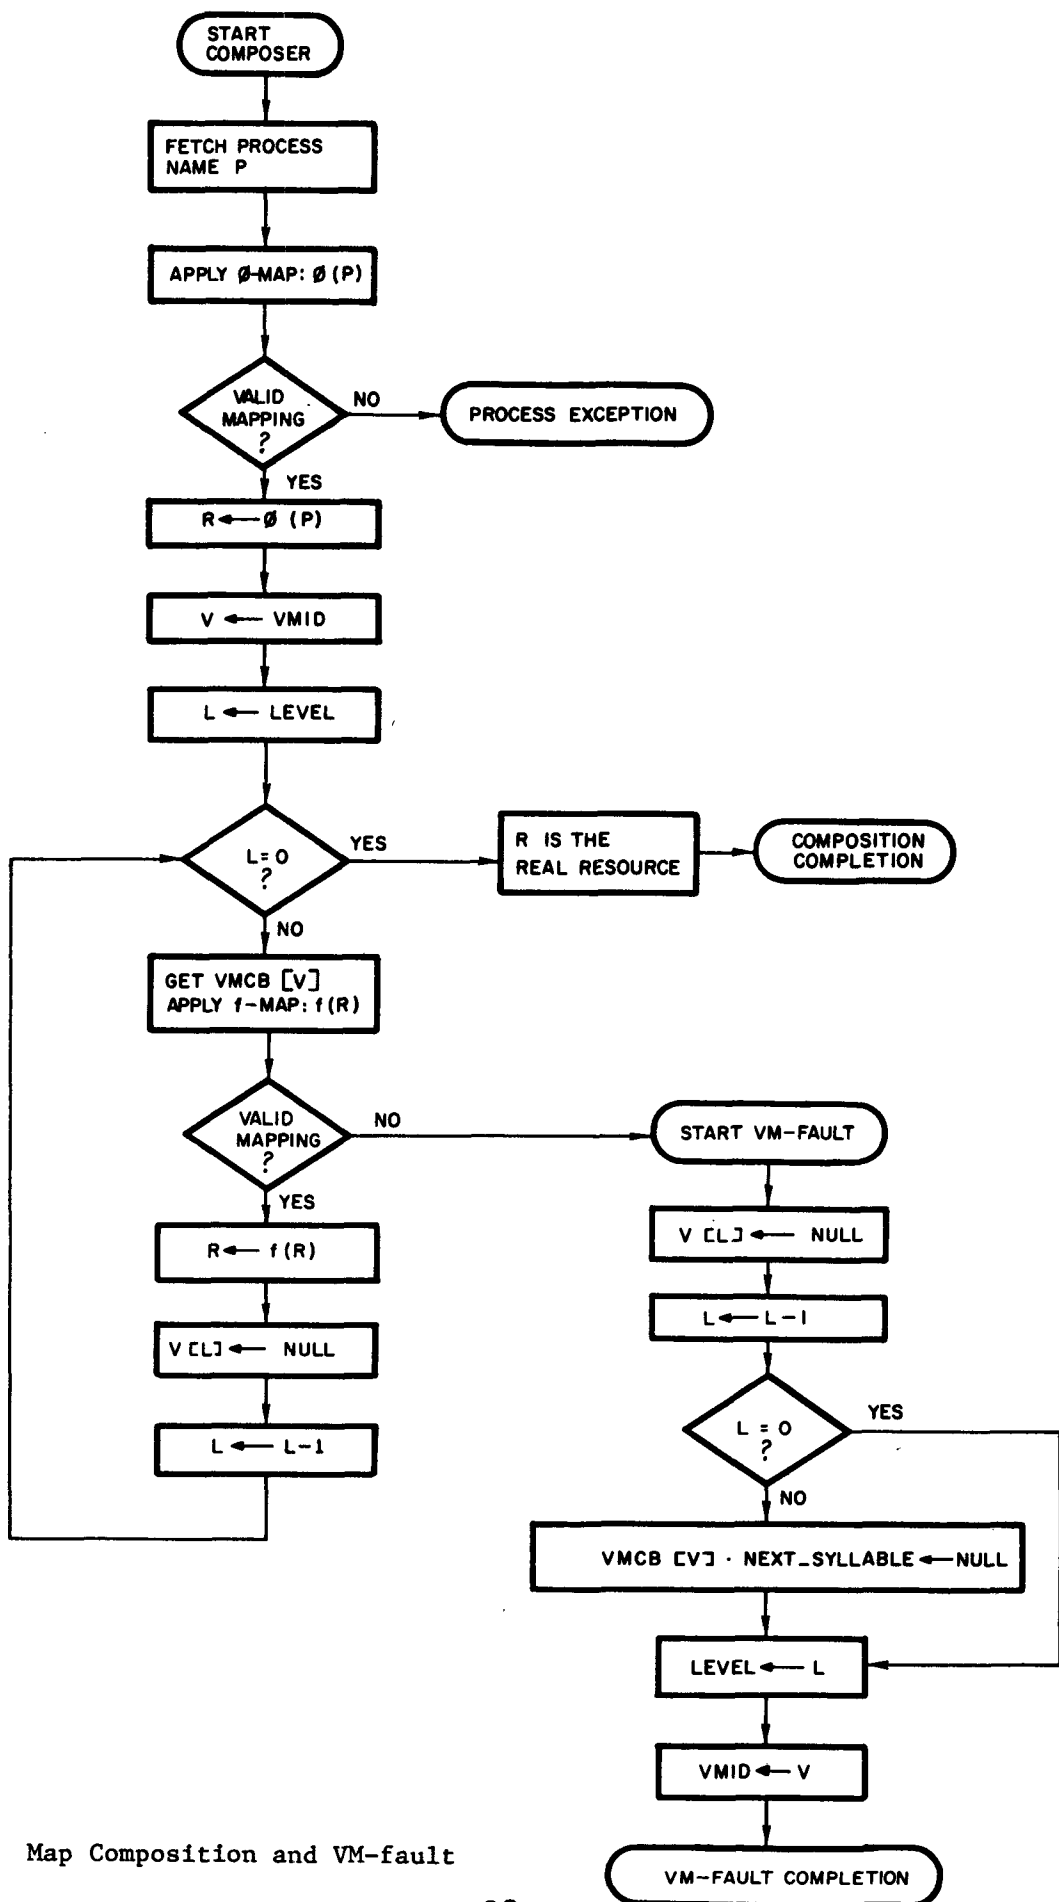 START
COMPOSER
FETCH PROCESS
NAME P
APPLY Ø-MAP: Ø(P)
VALID
MAPPING
?
NO
PROCESS EXCEPTION
YES
R ← Ø (P)
V ← VMID
L ← LEVEL
L = 0
?
YES
R IS THE
REAL RESOURCE
COMPOSITION
COMPLETION
NO
GET VMCB [V]
APPLY f-MAP: f(R)
VALID
MAPPING
?
NO
START VM-FAULT
YES
R ← f(R)
V [L] ← NULL
L ← L-1
V [L] ← NULL
L ← L-1
L = 0
?
YES
NO
VMCB [V] · NEXT_SYLLABLE ← NULL
LEVEL ← L
VMID ← V
VM-FAULT COMPLETION
Map Composition and VM-fault